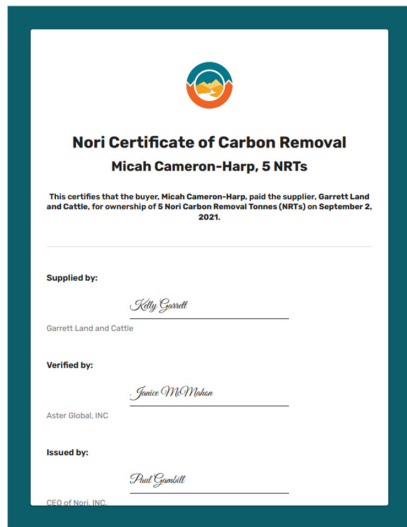 Nori Certificate of Carbon Removal
Micah Cameron-Harp, 5 NRTs
This certifies that the buyer, Micah Cameron-Harp, paid the supplier, Garrett Land
and Cattle, for ownership of 5 Nori Carbon Removal Tonnes (NRTs) on September 2,
2021.
Supplied by:
Kelly Garrett
Garrett Land and Cattle
Verified by:
Janice McMahon
Aster Global, INC
Issued by:
Paul Gambill
CEO of Nori, INC.